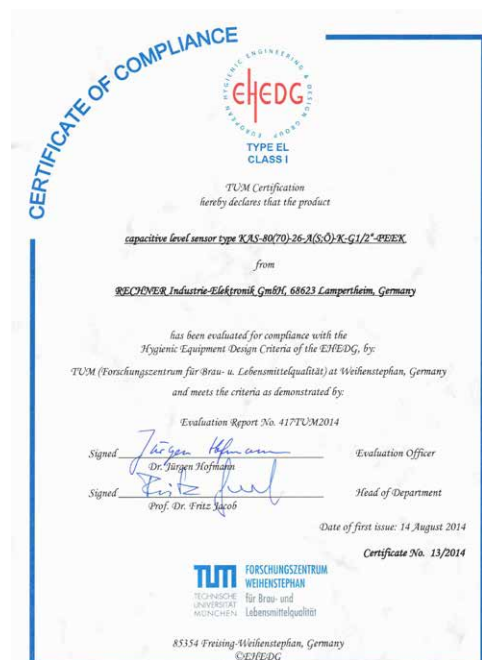 CERTIFICATE OF COMPLIANCE
EUROPEAN HYGIENIC ENGINEERING & DESIGN GROUP
EHEDG
TYPE EL
CLASS I
TUM Certification
hereby declares that the product
capacitive level sensor type KAS-80(70)-26-A(S;Ö)-K-G1/2"-PEEK
from
RECHNER Industrie-Elektronik GmbH, 68623 Lampertheim, Germany
has been evaluated for compliance with the
Hygienic Equipment Design Criteria of the EHEDG, by:
TUM (Forschungszentrum für Brau- u. Lebensmittelqualität) at Weihenstephan, Germany
and meets the criteria as demonstrated by:
Evaluation Report No. 417TUM2014
Signed Jürgen Hofmann Evaluation Officer
Dr. Jürgen Hofmann
Signed Fritz Jacob Head of Department
Prof. Dr. Fritz Jacob
Date of first issue: 14 August 2014
Certificate No. 13/2014
TUM FORSCHUNGSZENTRUM
WEIHENSTEPHAN
TECHNISCHE für Brau- und
UNIVERSITÄT Lebensmittelqualität
MÜNCHEN
85354 Freising-Weihenstephan, Germany
©EHEDG